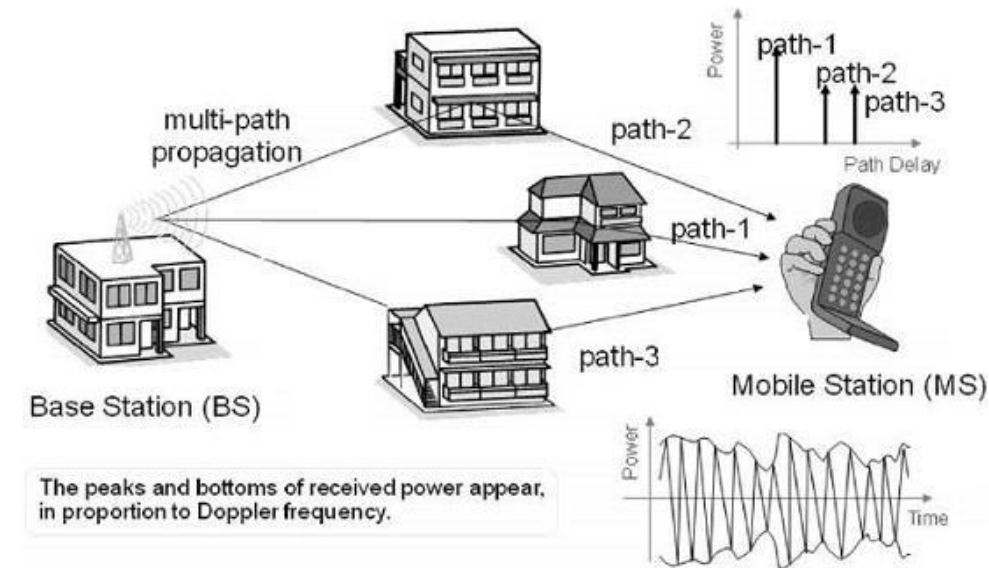 Power
path-1
path-2
path-3
Path Delay
multi-path
propagation
path-2
path-1
path-3
Base Station (BS)
Mobile Station (MS)
The peaks and bottoms of received power appear,
in proportion to Doppler frequency.
Power
Time